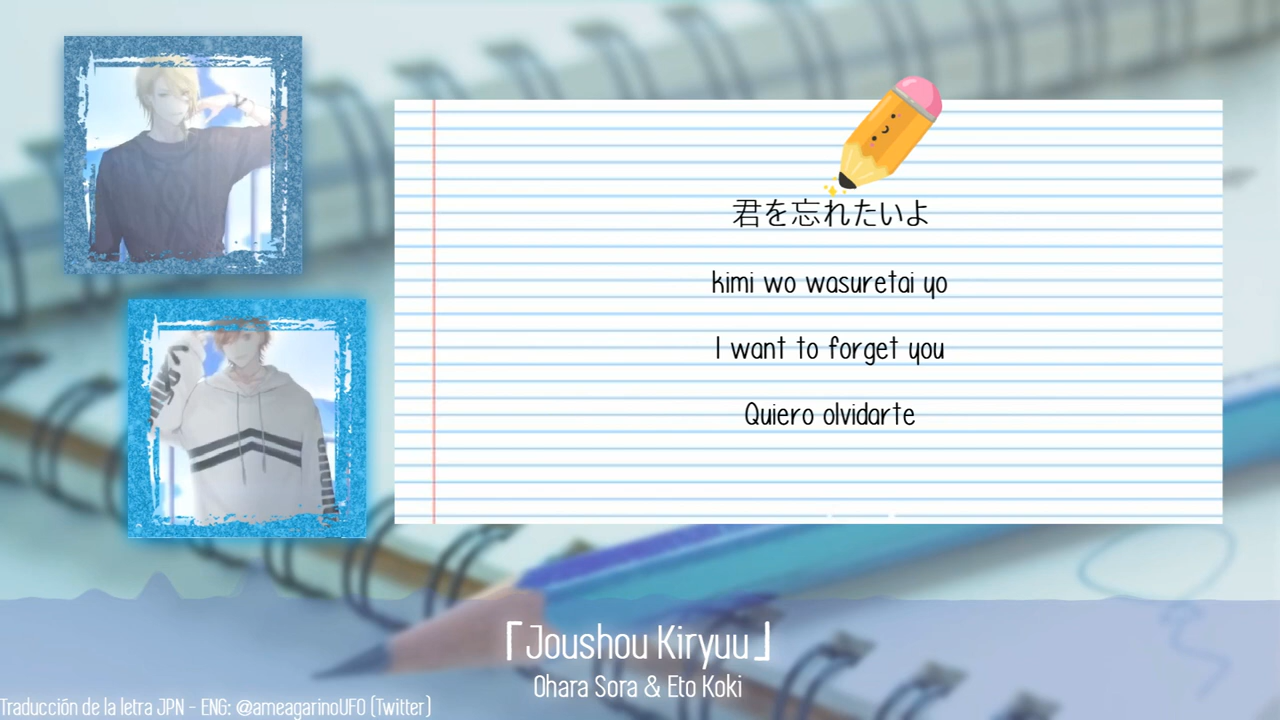 君を忘れたいよ
kimi wo wasuretai yo
I want to forget you
Quiero olvidarte
「Joushou Kiryuu」
Ohara Sora & Eto Koki
Traducción de la letra JPN - ENG: @ameagarinoUFO (Twitter)